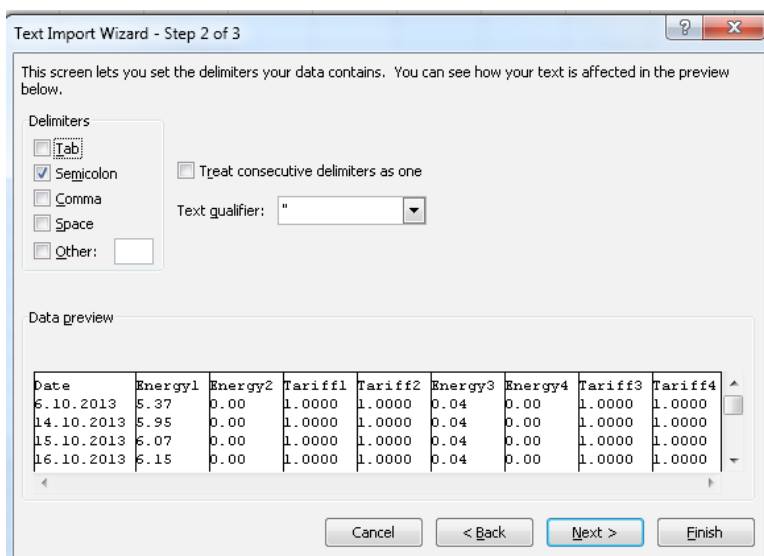 Text Import Wizard - Step 2 of 3
This screen lets you set the delimiters your data contains. You can see how your text is affected in the preview
below.
Delimiters
Tab
Semicolon
Comma
Space
Other:
Treat consecutive delimiters as one
Text qualifier: "
Data preview
Date Energy1 Energy2 Tariff1 Tariff2 Energy3 Energy4 Tariff3 Tariff4
6.10.2013 5.37 0.00 1.0000 1.0000 0.04 0.00 1.0000 1.0000
14.10.2013 5.95 0.00 1.0000 1.0000 0.04 0.00 1.0000 1.0000
15.10.2013 6.07 0.00 1.0000 1.0000 0.04 0.00 1.0000 1.0000
16.10.2013 6.15 0.00 1.0000 1.0000 0.04 0.00 1.0000 1.0000
Cancel < Back Next > Finish